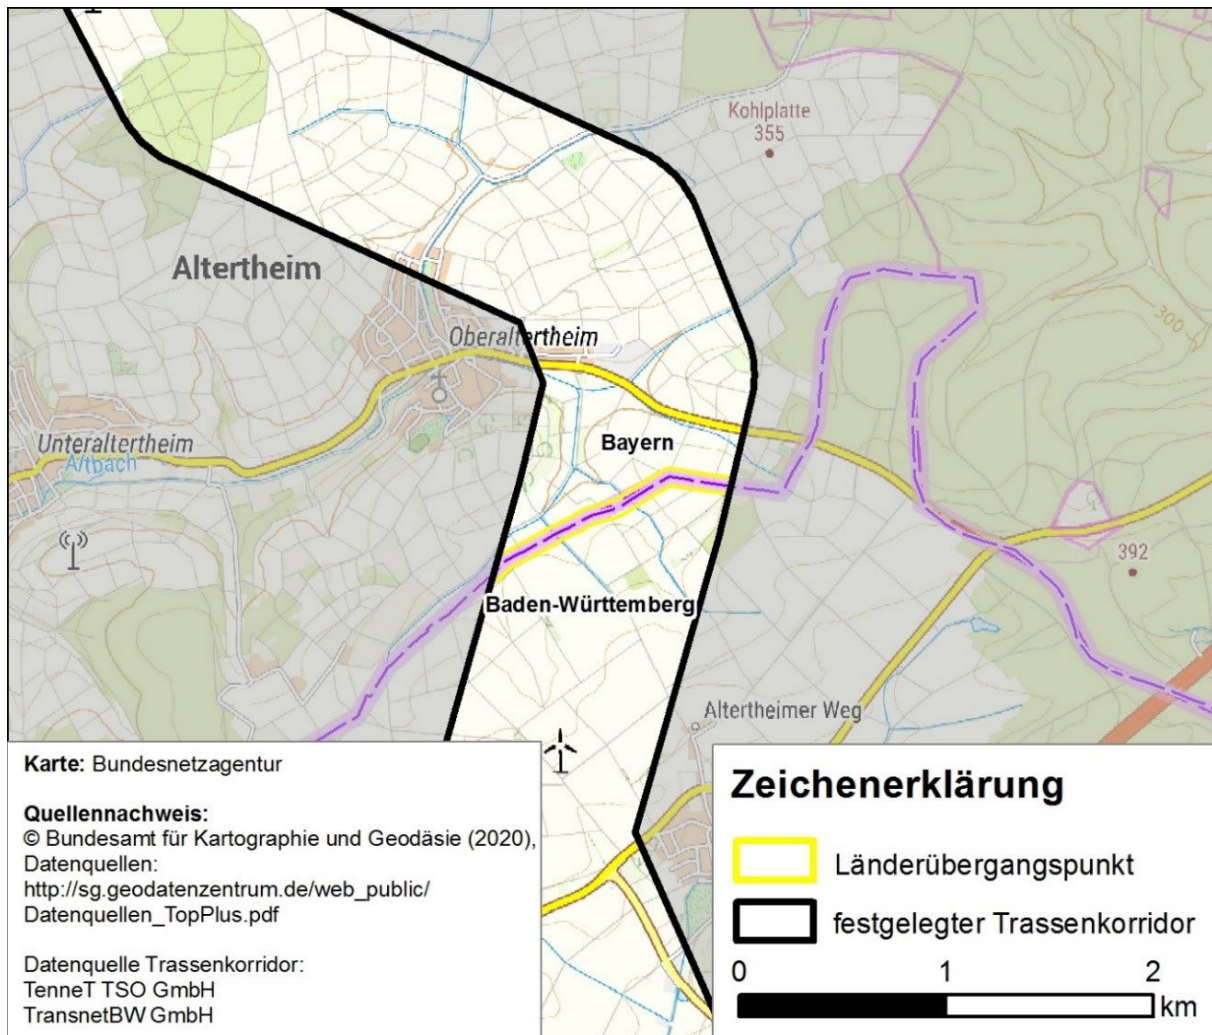 Kohlplatte
355
Altertheim
Oberaltertheim
300
Unteraltertheim
Altbach
Bayern
392
Baden-Württemberg
Altertheimer Weg
Karte: Bundesnetzagentur
Quellennachweis:
© Bundesamt für Kartographie und Geodäsie (2020),
Datenquellen:
http://sg.geodatenzentrum.de/web_public/
Datenquellen_TopPlus.pdf
Datenquelle Trassenkorridor:
TenneT TSO GmbH
TransnetBW GmbH
Zeichenerklärung
Länderübergangspunkt
festgelegter Trassenkorridor
0 1 2
km